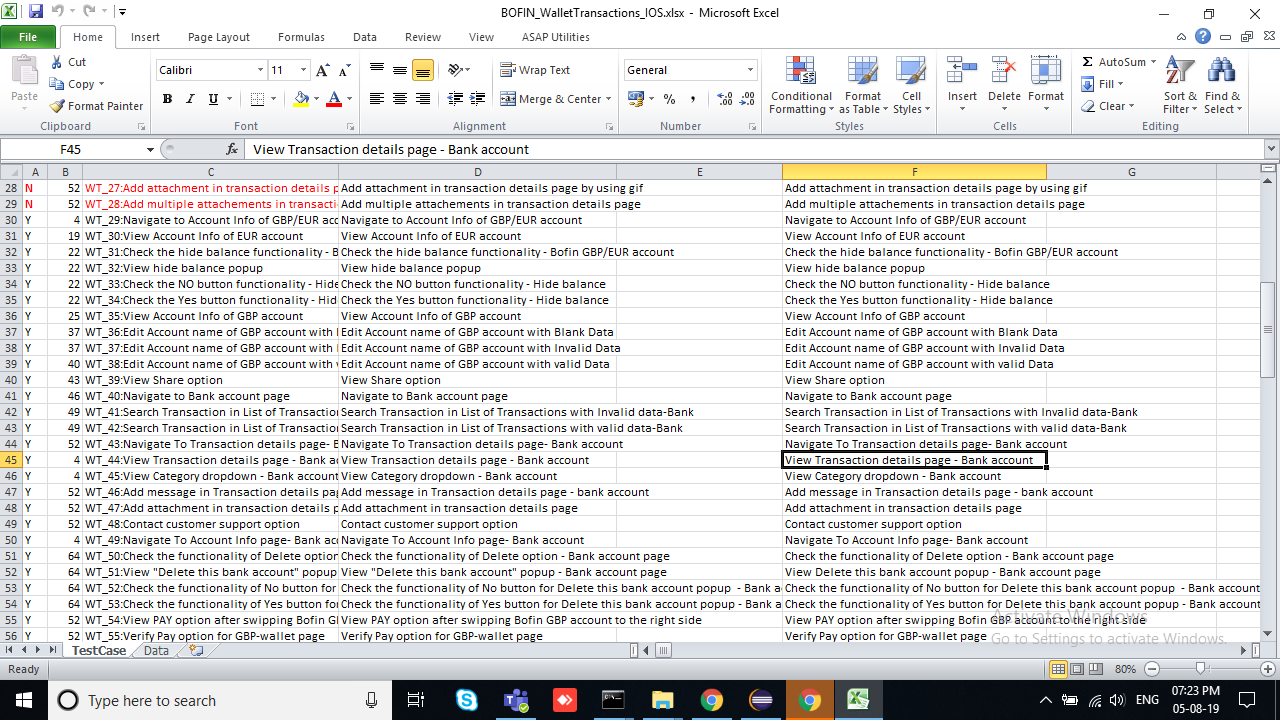 BOFIN_WalletTransactions_IOS.xlsx - Microsoft Excel
File Home Insert Page Layout Formulas Data Review View ASAP Utilities
Paste Cut Copy Format Painter Clipboard
Calibri 11 Font
Wrap Text Merge & Center Alignment
General Number
Conditional Formatting Format as Table Cell Styles Styles
Insert Delete Format Cells
AutoSum Fill Clear Sort & Filter Find & Select Editing
F45 fx View Transaction details page - Bank account
A B C D E F G
28 N 52 WT_27:Add attachment in transaction details p Add attachment in transaction details page by using gif Add attachment in transaction details page by using gif
29 N 52 WT_28:Add multiple attachements in transacti Add multiple attachements in transaction details page Add multiple attachements in transaction details page
30 Y 4 WT_29:Navigate to Account Info of GBP/EUR acc Navigate to Account Info of GBP/EUR account Navigate to Account Info of GBP/EUR account
31 Y 19 WT_30:View Account Info of EUR account View Account Info of EUR account View Account Info of EUR account
32 Y 22 WT_31:Check the hide balance functionality - B Check the hide balance functionality - Bofin GBP/EUR account Check the hide balance functionality - Bofin GBP/EUR account
33 Y 22 WT_32:View hide balance popup View hide balance popup View hide balance popup
34 Y 22 WT_33:Check the NO button functionality - Hide Check the NO button functionality - Hide balance Check the NO button functionality - Hide balance
35 Y 22 WT_34:Check the Yes button functionality - Hid Check the Yes button functionality - Hide balance Check the Yes button functionality - Hide balance
36 Y 25 WT_35:View Account Info of GBP account View Account Info of GBP account View Account Info of GBP account
37 Y 37 WT_36:Edit Account name of GBP account with Edit Account name of GBP account with Blank Data Edit Account name of GBP account with Blank Data
38 Y 37 WT_37:Edit Account name of GBP account with Edit Account name of GBP account with Invalid Data Edit Account name of GBP account with Invalid Data
39 Y 40 WT_38:Edit Account name of GBP account with v Edit Account name of GBP account with valid Data Edit Account name of GBP account with valid Data
40 Y 43 WT_39:View Share option View Share option View Share option
41 Y 46 WT_40:Navigate to Bank account page Navigate to Bank account page Navigate to Bank account page
42 Y 49 WT_41:Search Transaction in List of Transaction Search Transaction in List of Transactions with Invalid data-Bank Search Transaction in List of Transactions with Invalid data-Bank
43 Y 49 WT_42:Search Transaction in List of Transaction Search Transaction in List of Transactions with valid data-Bank Search Transaction in List of Transactions with valid data-Bank
44 Y 52 WT_43:Navigate To Transaction details page- B Navigate To Transaction details page- Bank account Navigate To Transaction details page- Bank account
45 Y 4 WT_44:View Transaction details page - Bank ac View Transaction details page - Bank account View Transaction details page - Bank account
46 Y 4 WT_45:View Category dropdown - Bank account View Category dropdown - Bank account View Category dropdown - Bank account
47 Y 52 WT_46:Add message in Transaction details pag Add message in Transaction details page - bank account Add message in Transaction details page - bank account
48 Y 52 WT_47:Add attachment in Transaction details p Add attachment in Transaction details page Add attachment in Transaction details page
49 Y 52 WT_48:Contact customer support option Contact customer support option Contact customer support option
50 Y 4 WT_49:Navigate To Account Info page- Bank acc Navigate To Account Info page- Bank account Navigate To Account Info page- Bank account
51 Y 64 WT_50:Check the functionality of Delete option Check the functionality of Delete option - Bank account page Check the functionality of Delete option - Bank account page
52 Y 64 WT_51:View "Delete this bank account" popup View "Delete this bank account" popup - Bank account page View Delete this bank account popup - Bank account page
53 Y 64 WT_52:Check the functionality of No button for Check the functionality of No button for Delete this bank account popup - Bank a Check the functionality of No button for Delete this bank account popup - Bank account
54 Y 64 WT_53:Check the functionality of Yes button fo Check the functionality of Yes button for Delete this bank account popup - Bank a Check the functionality of Yes button for Delete this bank account popup - Bank account
55 Y 52 WT_54:View PAY option after swipping Bofin GB View PAY option after swipping Bofin GBP account to the right side View PAY option after swipping Bofin GBP account to the right side
56 Y 52 WT_55:Verify Pay option for GBP-wallet page Verify Pay option for GBP-wallet page Verify Pay option for GBP-wallet page
Activate Windows
Go to Settings to activate Windows.
TestCase Data
Ready 80%
Type here to search ENG 07:23 PM 05-08-19